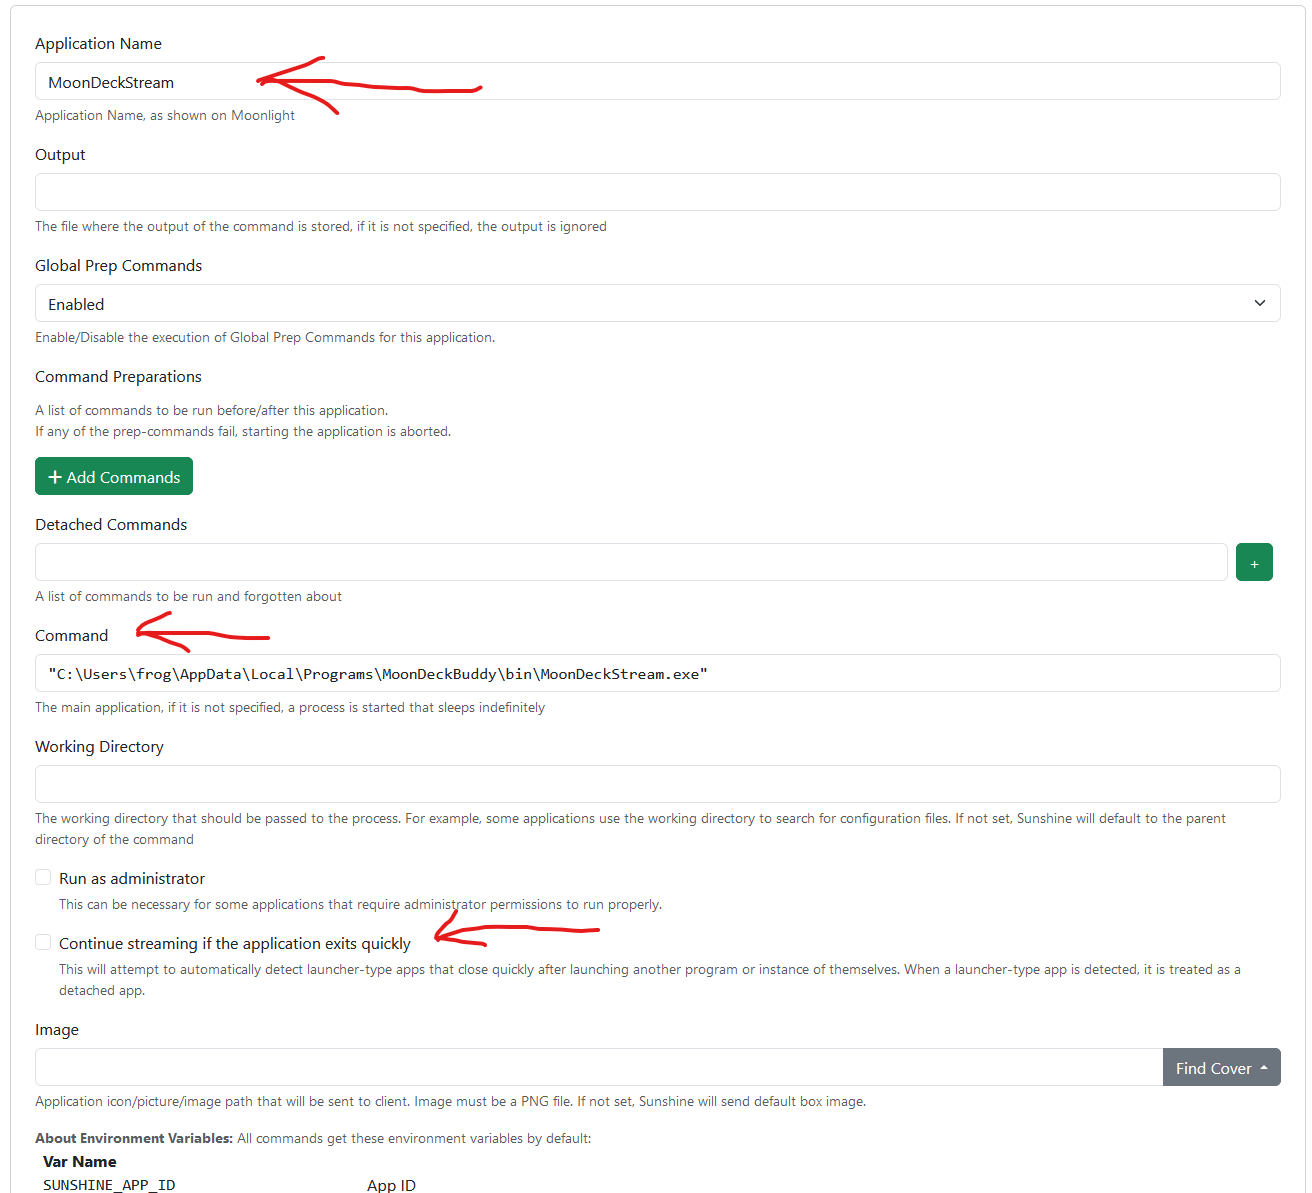 Application Name
MoonDeckStream
Application Name, as shown on Moonlight
Output
The file where the output of the command is stored, if it is not specified, the output is ignored
Global Prep Commands
Enabled
Enable/Disable the execution of Global Prep Commands for this application.
Command Preparations
A list of commands to be run before/after this application.
If any of the prep-commands fail, starting the application is aborted.
+ Add Commands
Detached Commands
+
A list of commands to be run and forgotten about
Command
"C:\Users\frog\AppData\Local\Programs\MoonDeckBuddy\bin\MoonDeckStream.exe"
The main application, if it is not specified, a process is started that sleeps indefinitely
Working Directory
The working directory that should be passed to the process. For example, some applications use the working directory to search for configuration files. If not set, Sunshine will default to the parent
directory of the command
Run as administrator
This can be necessary for some applications that require administrator permissions to run properly.
Continue streaming if the application exits quickly
This will attempt to automatically detect launcher-type apps that close quickly after launching another program or instance of themselves. When a launcher-type app is detected, it is treated as a
detached app.
Image
Find Cover
Application icon/picture/image path that will be sent to client. Image must be a PNG file. If not set, Sunshine will send default box image.
About Environment Variables: All commands get these environment variables by default:
Var Name
SUNSHINE_APP_ID App ID